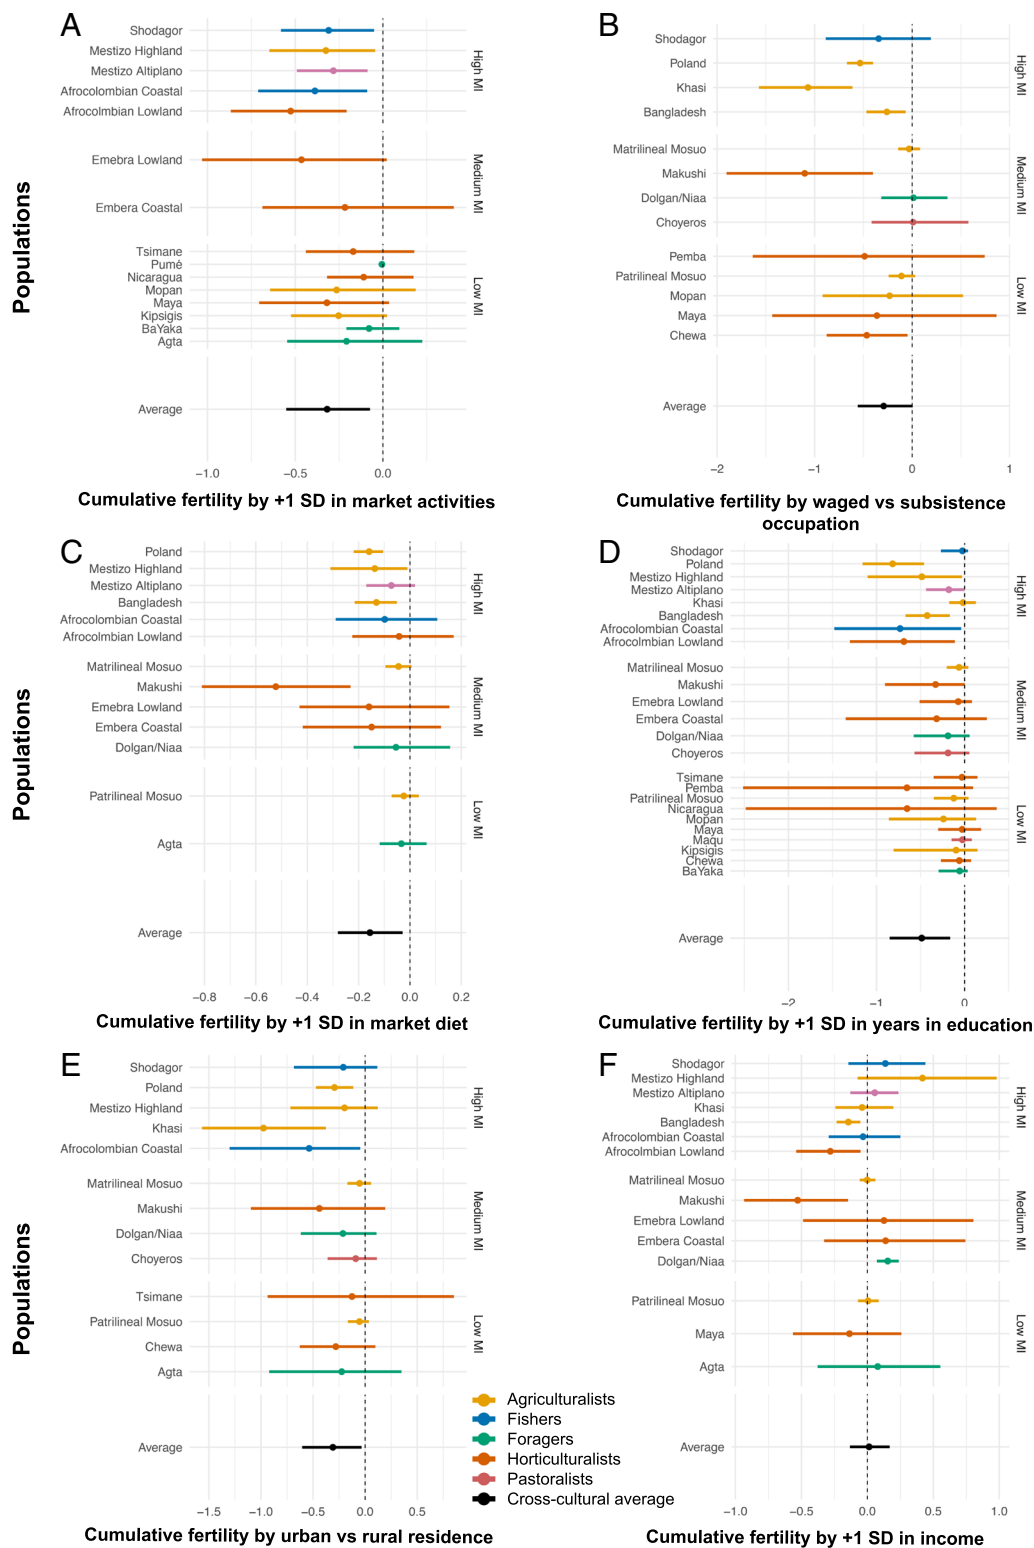 A
Populations
Shodagor
Mestizo Highland
Mestizo Altiplano
Afrocolombian Coastal
Afrocolmbian Lowland
High MI
Emebra Lowland
Embera Coastal
Medium MI
Tsimane
Pumé
Nicaragua
Mopan
Maya
Kipsigis
BaYaka
Agta
Low MI
Average
−1.0 −0.5 0.0
Cumulative fertility by +1 SD in market activities
B
Shodagor
Poland
Khasi
Bangladesh
High MI
Matrilineal Mosuo
Makushi
Dolgan/Niaa
Choyeros
Medium MI
Pemba
Patrilineal Mosuo
Mopan
Maya
Chewa
Low MI
Average
−2 −1 0 1
Cumulative fertility by waged vs subsistence
occupation
C
Populations
Poland
Mestizo Highland
Mestizo Altiplano
Bangladesh
Afrocolombian Coastal
Afrocolmbian Lowland
High MI
Matrilineal Mosuo
Makushi
Emebra Lowland
Embera Coastal
Dolgan/Niaa
Medium MI
Patrilineal Mosuo
Agta
Low MI
Average
−0.8 −0.6 −0.4 −0.2 0.0 0.2
Cumulative fertility by +1 SD in market diet
D
Shodagor
Poland
Mestizo Highland
Mestizo Altiplano
Khasi
Bangladesh
Afrocolombian Coastal
Afrocolmbian Lowland
High MI
Matrilineal Mosuo
Makushi
Emebra Lowland
Embera Coastal
Dolgan/Niaa
Choyeros
Medium MI
Tsimane
Pemba
Patrilineal Mosuo
Nicaragua
Mopan
Maya
Maqu
Kipsigis
Chewa
BaYaka
Low MI
Average
−2 −1 0
Cumulative fertility by +1 SD in years in education
E
Populations
Shodagor
Poland
Mestizo Highland
Khasi
Afrocolombian Coastal
High MI
Matrilineal Mosuo
Makushi
Dolgan/Niaa
Choyeros
Medium MI
Tsimane
Patrilineal Mosuo
Chewa
Agta
Low MI
Average
−1.5 −1.0 −0.5 0.0 0.5
Cumulative fertility by urban vs rural residence
F
Shodagor
Mestizo Highland
Mestizo Altiplano
Khasi
Bangladesh
Afrocolombian Coastal
Afrocolmbian Lowland
High MI
Matrilineal Mosuo
Makushi
Emebra Lowland
Embera Coastal
Dolgan/Niaa
Medium MI
Patrilineal Mosuo
Maya
Agta
Low MI
Average
−1.0 −0.5 0.0 0.5 1.0
Cumulative fertility by +1 SD in income
Agriculturalists
Fishers
Foragers
Horticulturalists
Pastoralists
Cross-cultural average